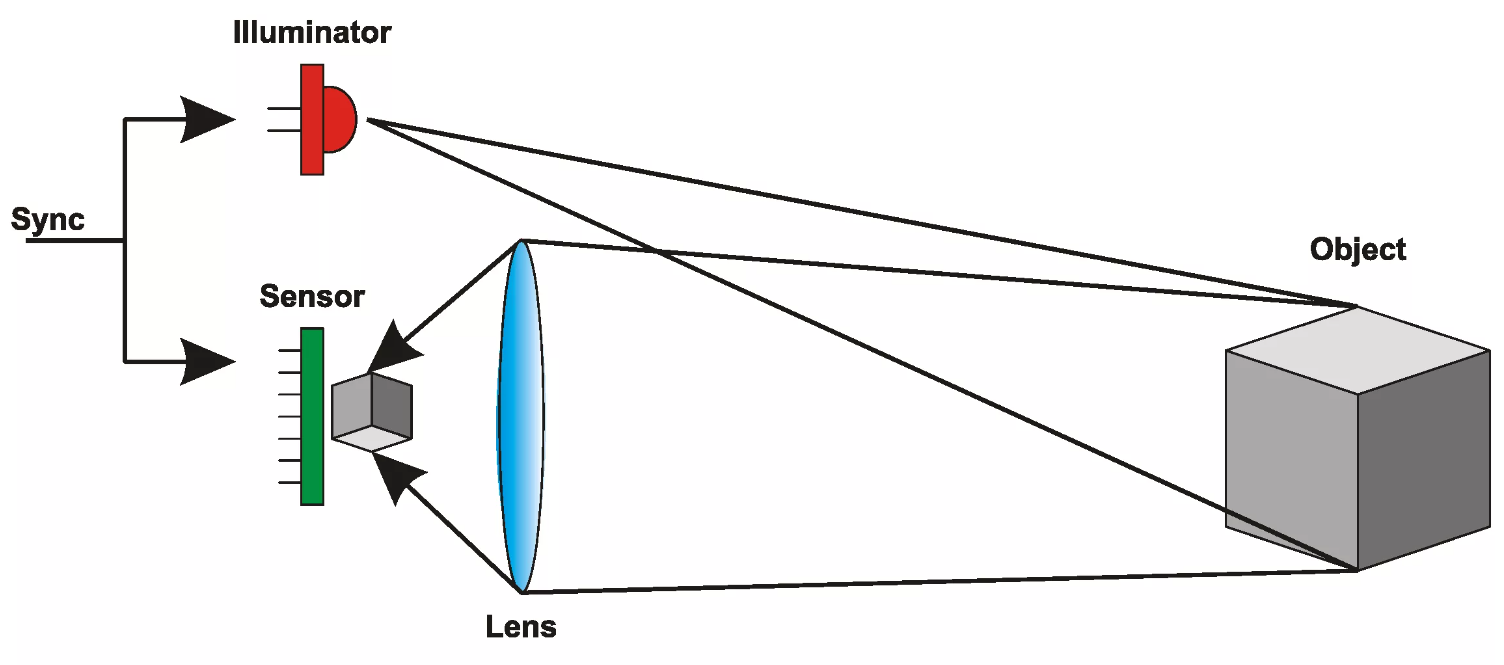 Illuminator
Sync
Object
Sensor
Lens